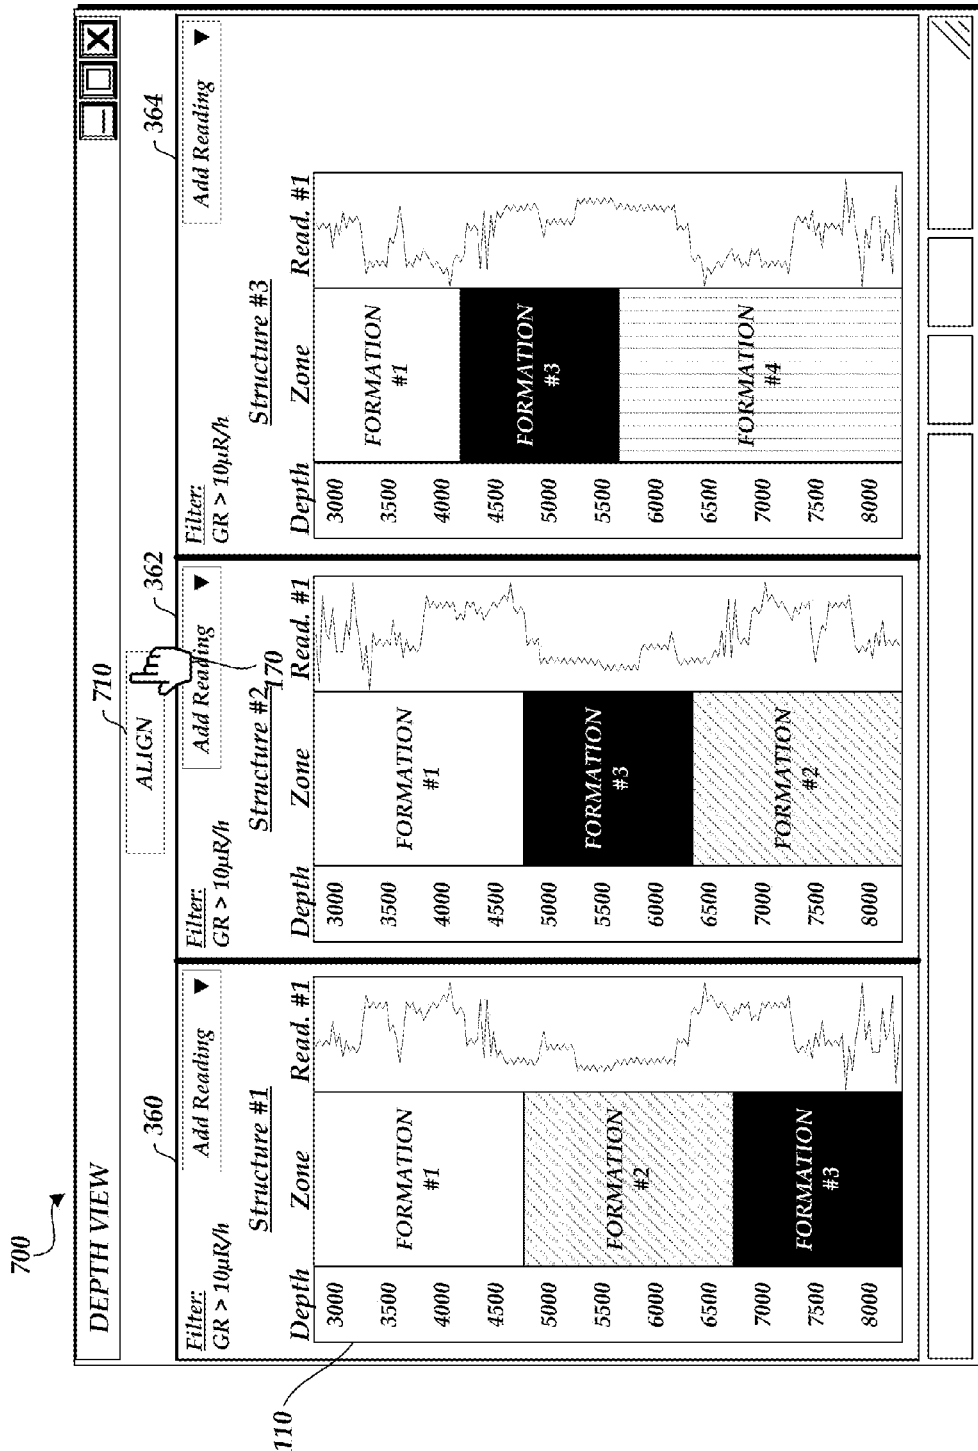 700
DEPTH VIEW
710
ALIGN
170
360
Filter:
GR > 10μR/h
Add Reading ▼
Structure #1
Depth Zone Read. #1
110
3000
3500
4000
4500
5000
5500
6000
6500
7000
7500
8000
FORMATION
#1
FORMATION
#2
FORMATION
#3
362
Filter:
GR > 10μR/h
Add Reading ▼
Structure #2
Depth Zone Read. #1
3000
3500
4000
4500
5000
5500
6000
6500
7000
7500
8000
FORMATION
#1
FORMATION
#3
FORMATION
#2
364
Filter:
GR > 10μR/h
Add Reading ▼
Structure #3
Depth Zone Read. #1
3000
3500
4000
4500
5000
5500
6000
6500
7000
7500
8000
FORMATION
#1
FORMATION
#3
FORMATION
#4